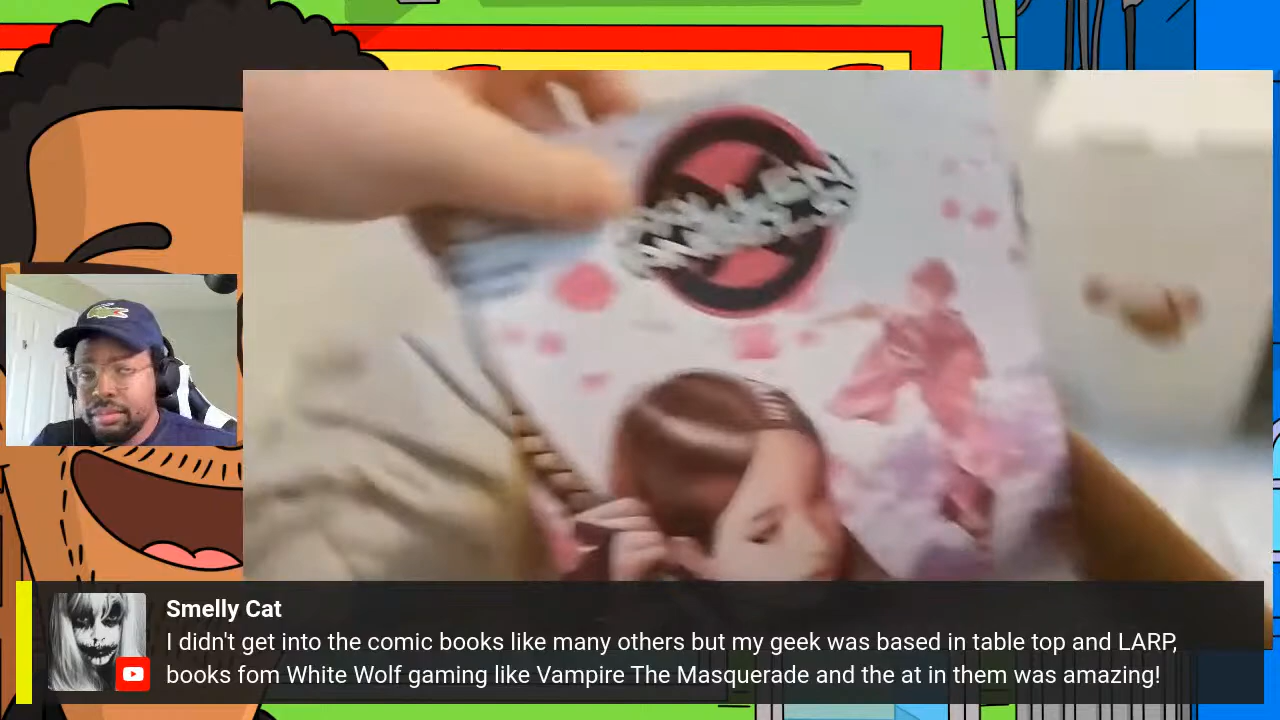 Smelly Cat
I didn't get into the comic books like many others but my geek was based in table top and LARP,
books fom White Wolf gaming like Vampire The Masquerade and the at in them was amazing!